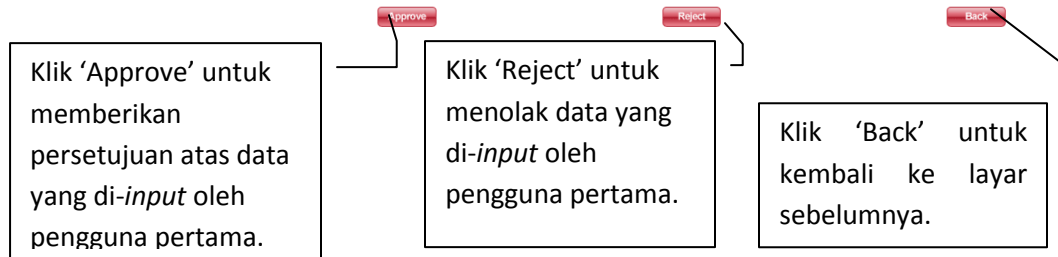 Approve
Reject
Back
Klik ‘Approve’ untuk
memberikan
persetujuan atas data
yang di-input oleh
pengguna pertama.
Klik ‘Reject’ untuk
menolak data yang
di-input oleh
pengguna pertama.
Klik ‘Back’ untuk
kembali ke layar
sebelumnya.